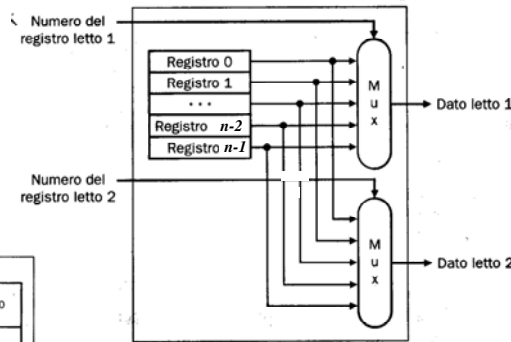 Numero del
registro letto 1
Registro 0
Registro 1
...
Registro n-2
Registro n-1
M
u
x
Dato letto 1
Numero del
registro letto 2
M
u
x
Dato letto 2